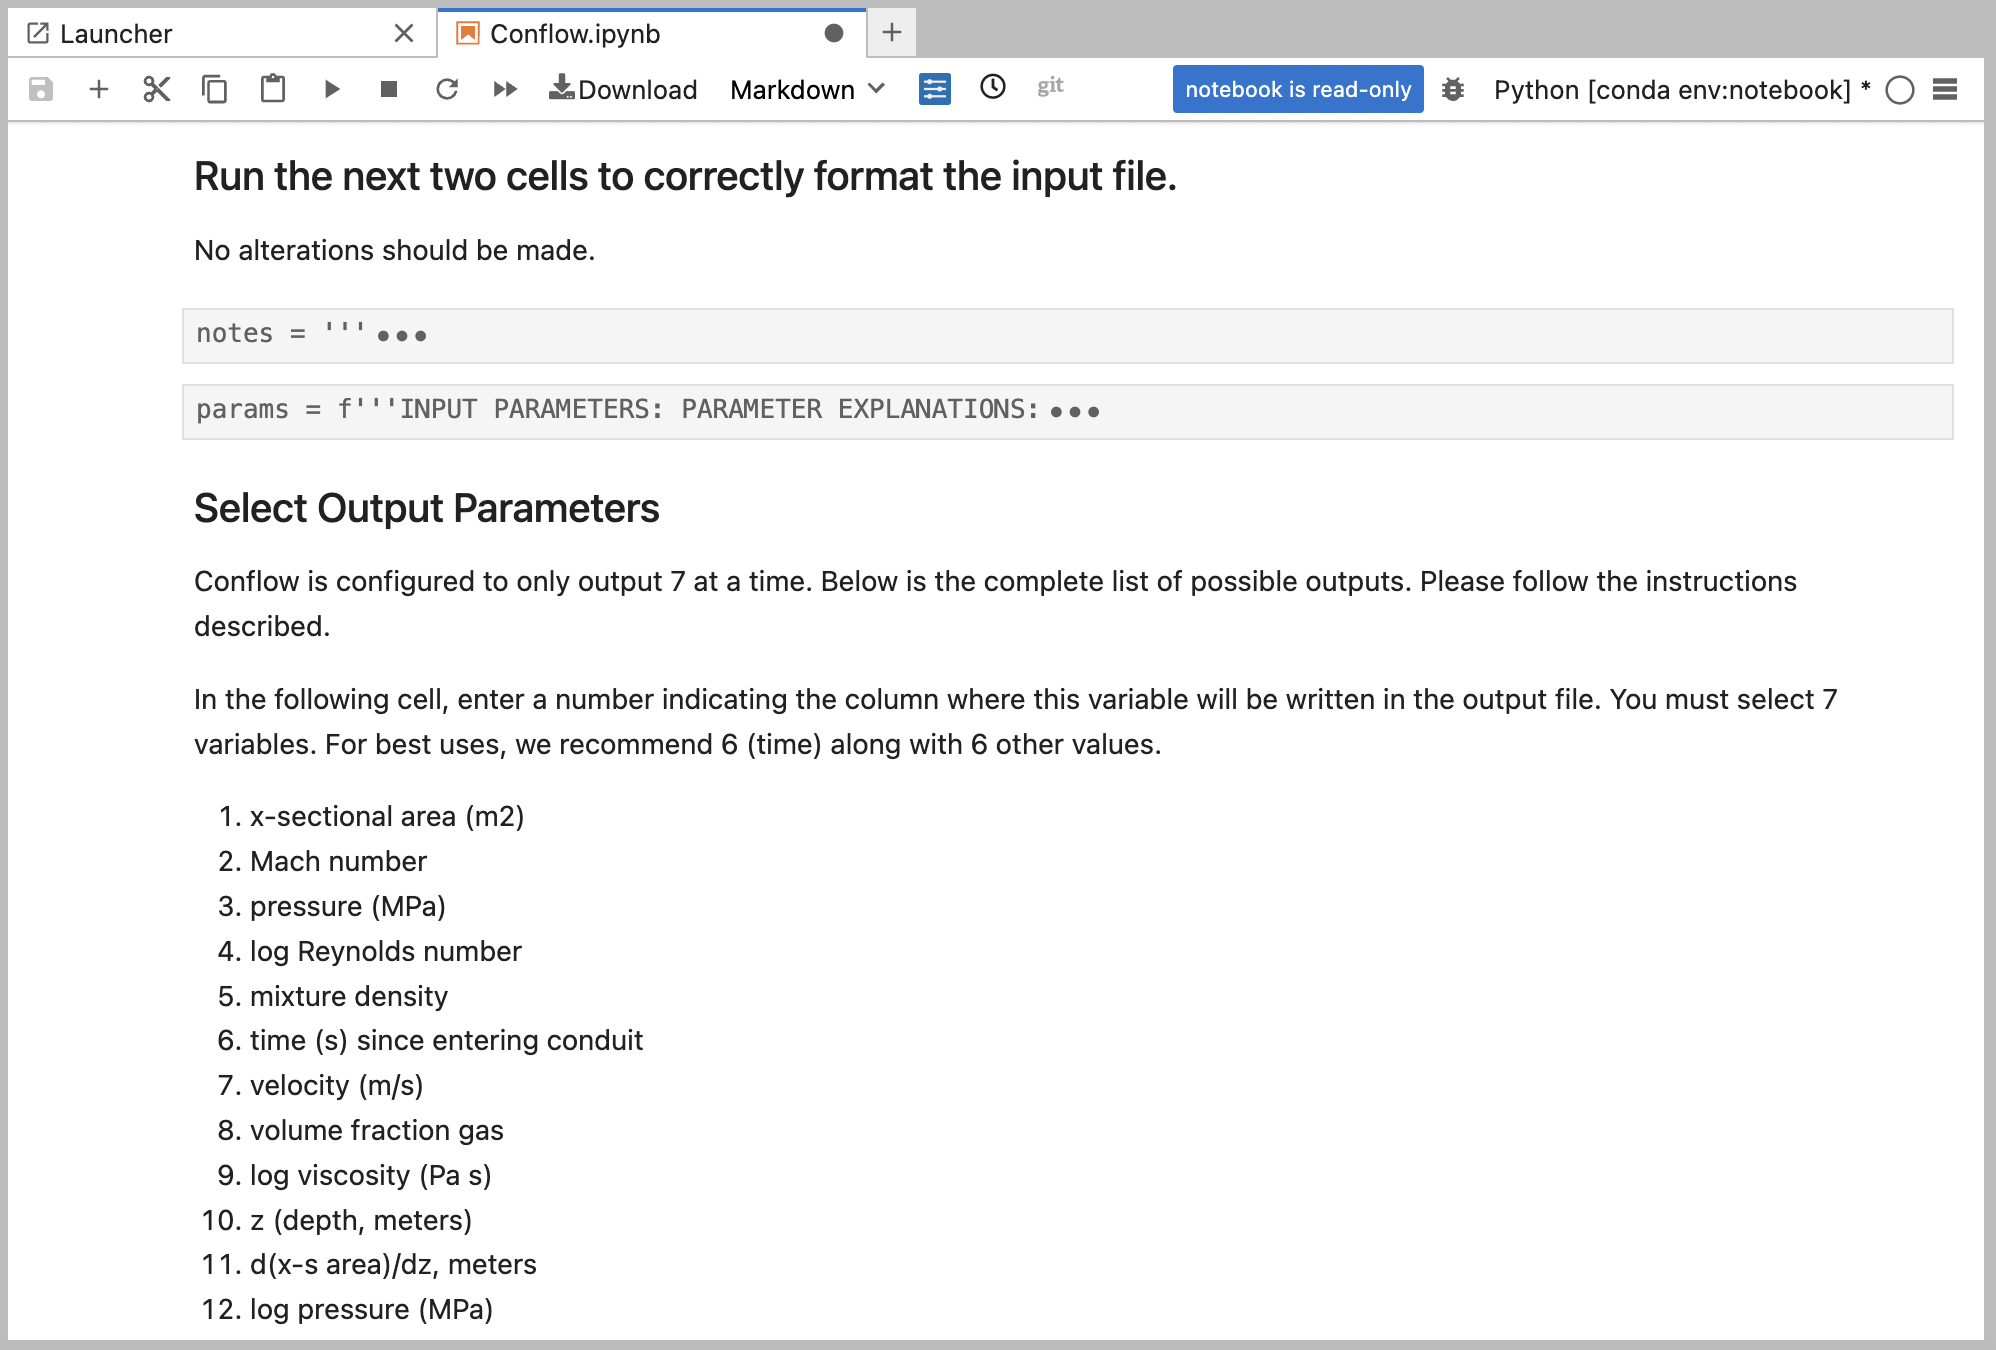 Launcher
Conflow.ipynb
Download Markdown git notebook is read-only Python [conda env:notebook] *
Run the next two cells to correctly format the input file.
No alterations should be made.
notes = '''•••
params = f'''INPUT PARAMETERS: PARAMETER EXPLANATIONS:•••
Select Output Parameters
Conflow is configured to only output 7 at a time. Below is the complete list of possible outputs. Please follow the instructions
described.
In the following cell, enter a number indicating the column where this variable will be written in the output file. You must select 7
variables. For best uses, we recommend 6 (time) along with 6 other values.
1. x-sectional area (m2)
2. Mach number
3. pressure (MPa)
4. log Reynolds number
5. mixture density
6. time (s) since entering conduit
7. velocity (m/s)
8. volume fraction gas
9. log viscosity (Pa s)
10. z (depth, meters)
11. d(x-s area)/dz, meters
12. log pressure (MPa)